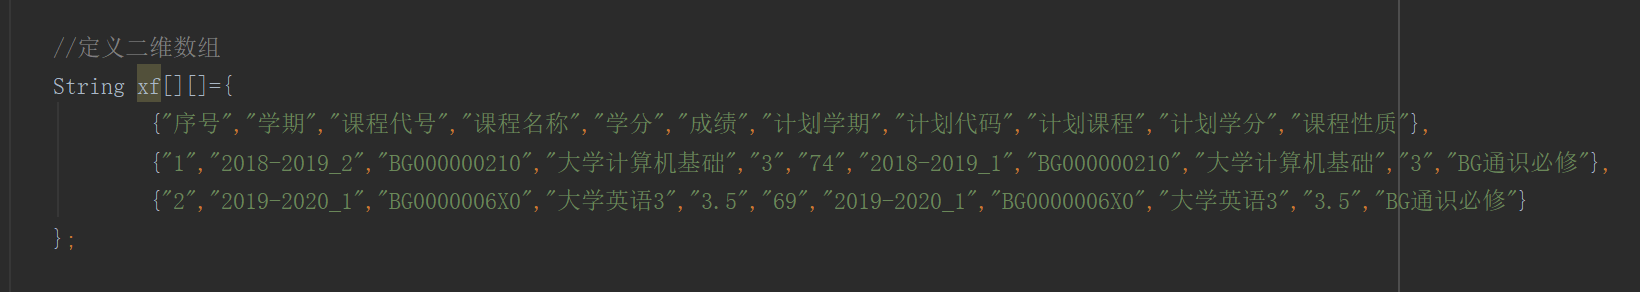 //定义二维数组
String xf[][]={
{"序号","学期","课程代号","课程名称","学分","成绩","计划学期","计划代码","计划课程","计划学分","课程性质"},
{"1","2018-2019_2","BG000000210","大学计算机基础","3","74","2018-2019_1","BG000000210","大学计算机基础","3","BG通识必修"},
{"2","2019-2020_1","BG0000006X0","大学英语3","3.5","69","2019-2020_1","BG0000006X0","大学英语3","3.5","BG通识必修"}
};